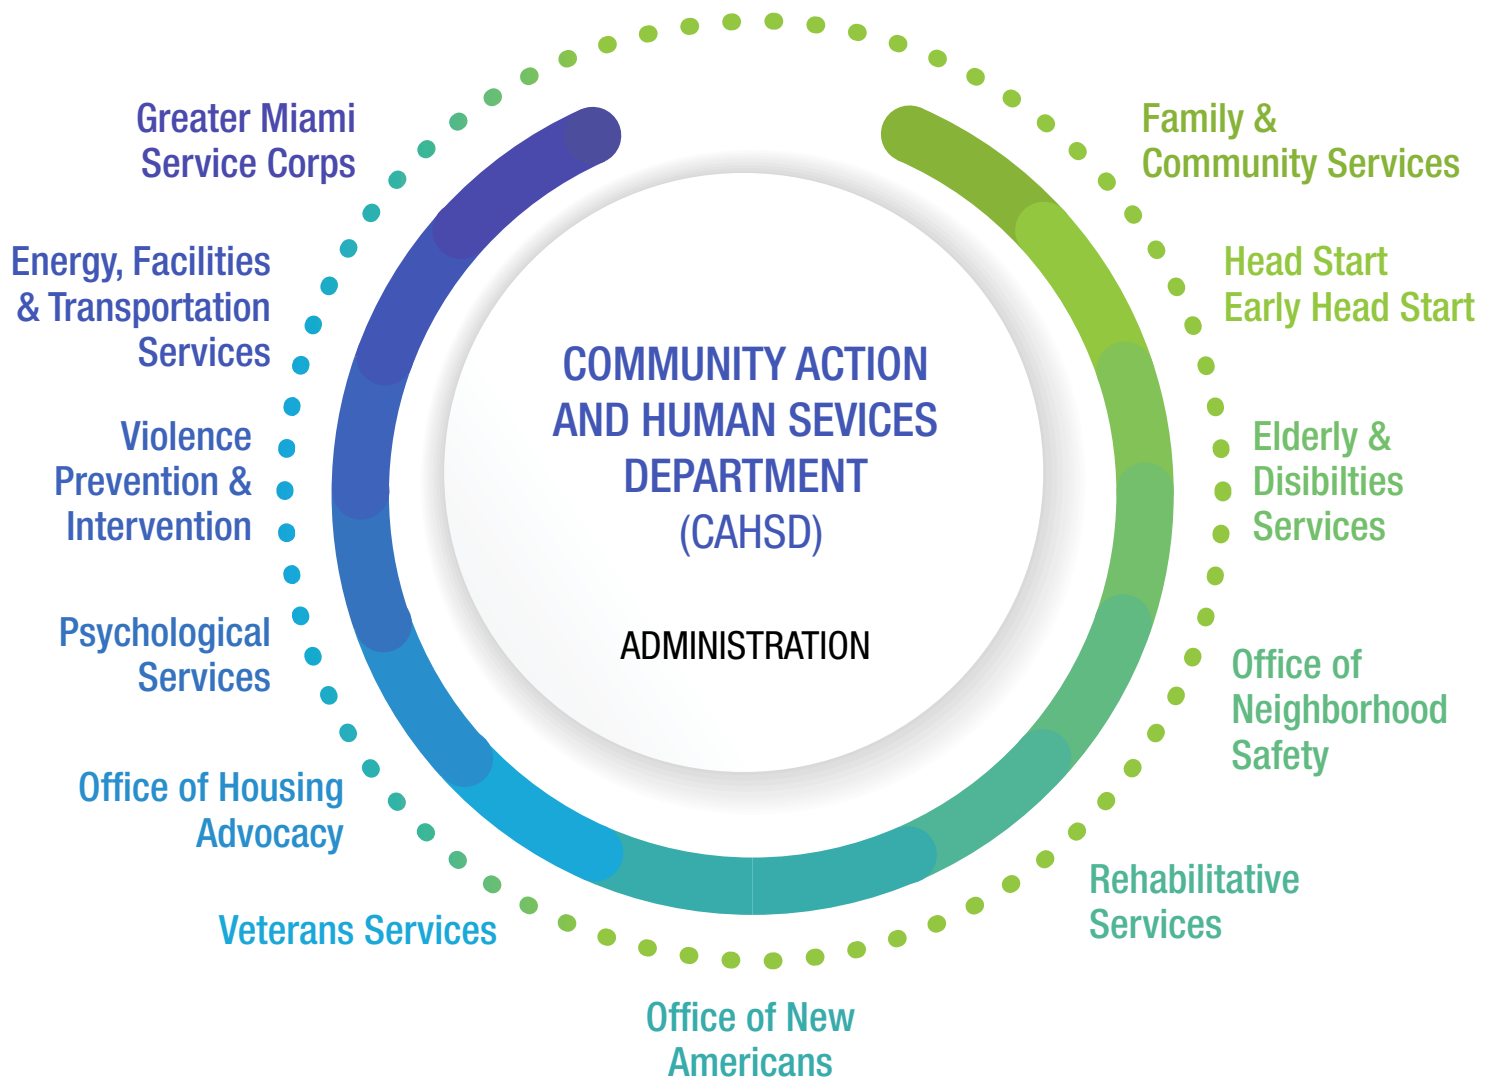 Greater Miami
Service Corps
Energy, Facilities
& Transportation
Services
Violence
Prevention &
Intervention
Psychological
Services
Office of Housing
Advocacy
Veterans Services
Office of New
Americans
COMMUNITY ACTION
AND HUMAN SEVICES
DEPARTMENT
(CAHSD)
ADMINISTRATION
Family &
Community Services
Head Start
Early Head Start
Elderly &
Disibilties
Services
Office of
Neighborhood
Safety
Rehabilitative
Services